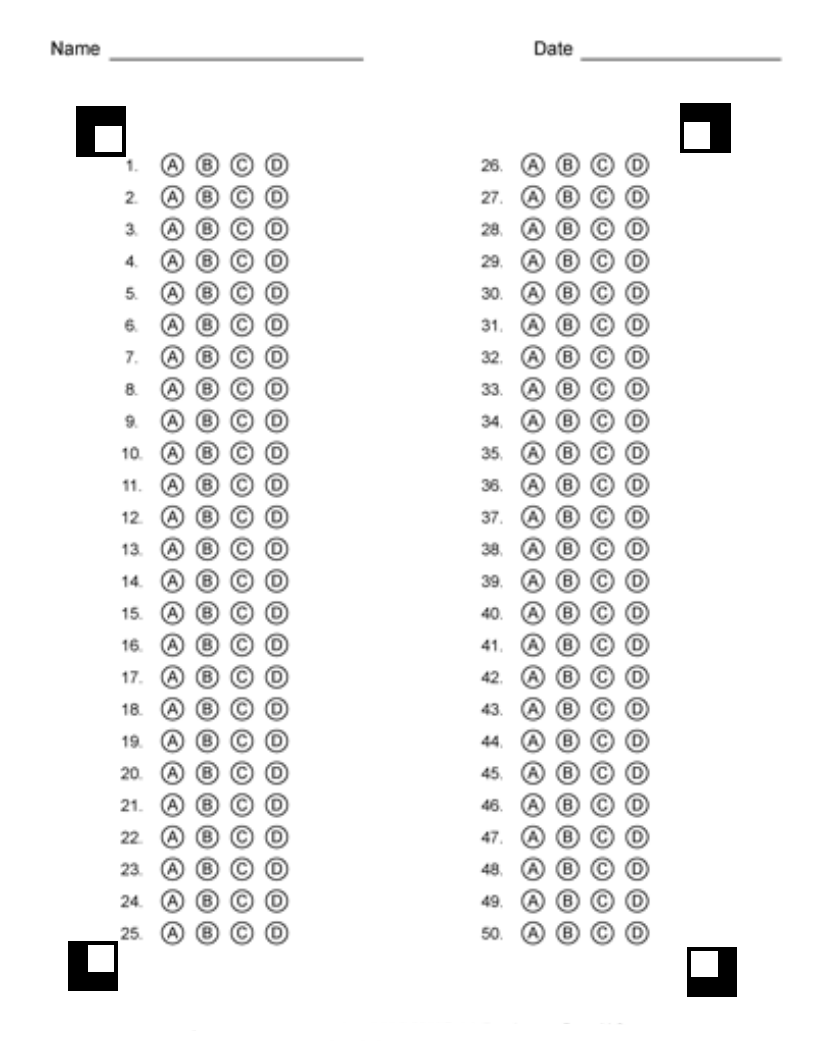 Name ______________ Date ______________
1. A B C D
2. A B C D
3. A B C D
4. A B C D
5. A B C D
6. A B C D
7. A B C D
8. A B C D
9. A B C D
10. A B C D
11. A B C D
12. A B C D
13. A B C D
14. A B C D
15. A B C D
16. A B C D
17. A B C D
18. A B C D
19. A B C D
20. A B C D
21. A B C D
22. A B C D
23. A B C D
24. A B C D
25. A B C D
26. A B C D
27. A B C D
28. A B C D
29. A B C D
30. A B C D
31. A B C D
32. A B C D
33. A B C D
34. A B C D
35. A B C D
36. A B C D
37. A B C D
38. A B C D
39. A B C D
40. A B C D
41. A B C D
42. A B C D
43. A B C D
44. A B C D
45. A B C D
46. A B C D
47. A B C D
48. A B C D
49. A B C D
50. A B C D